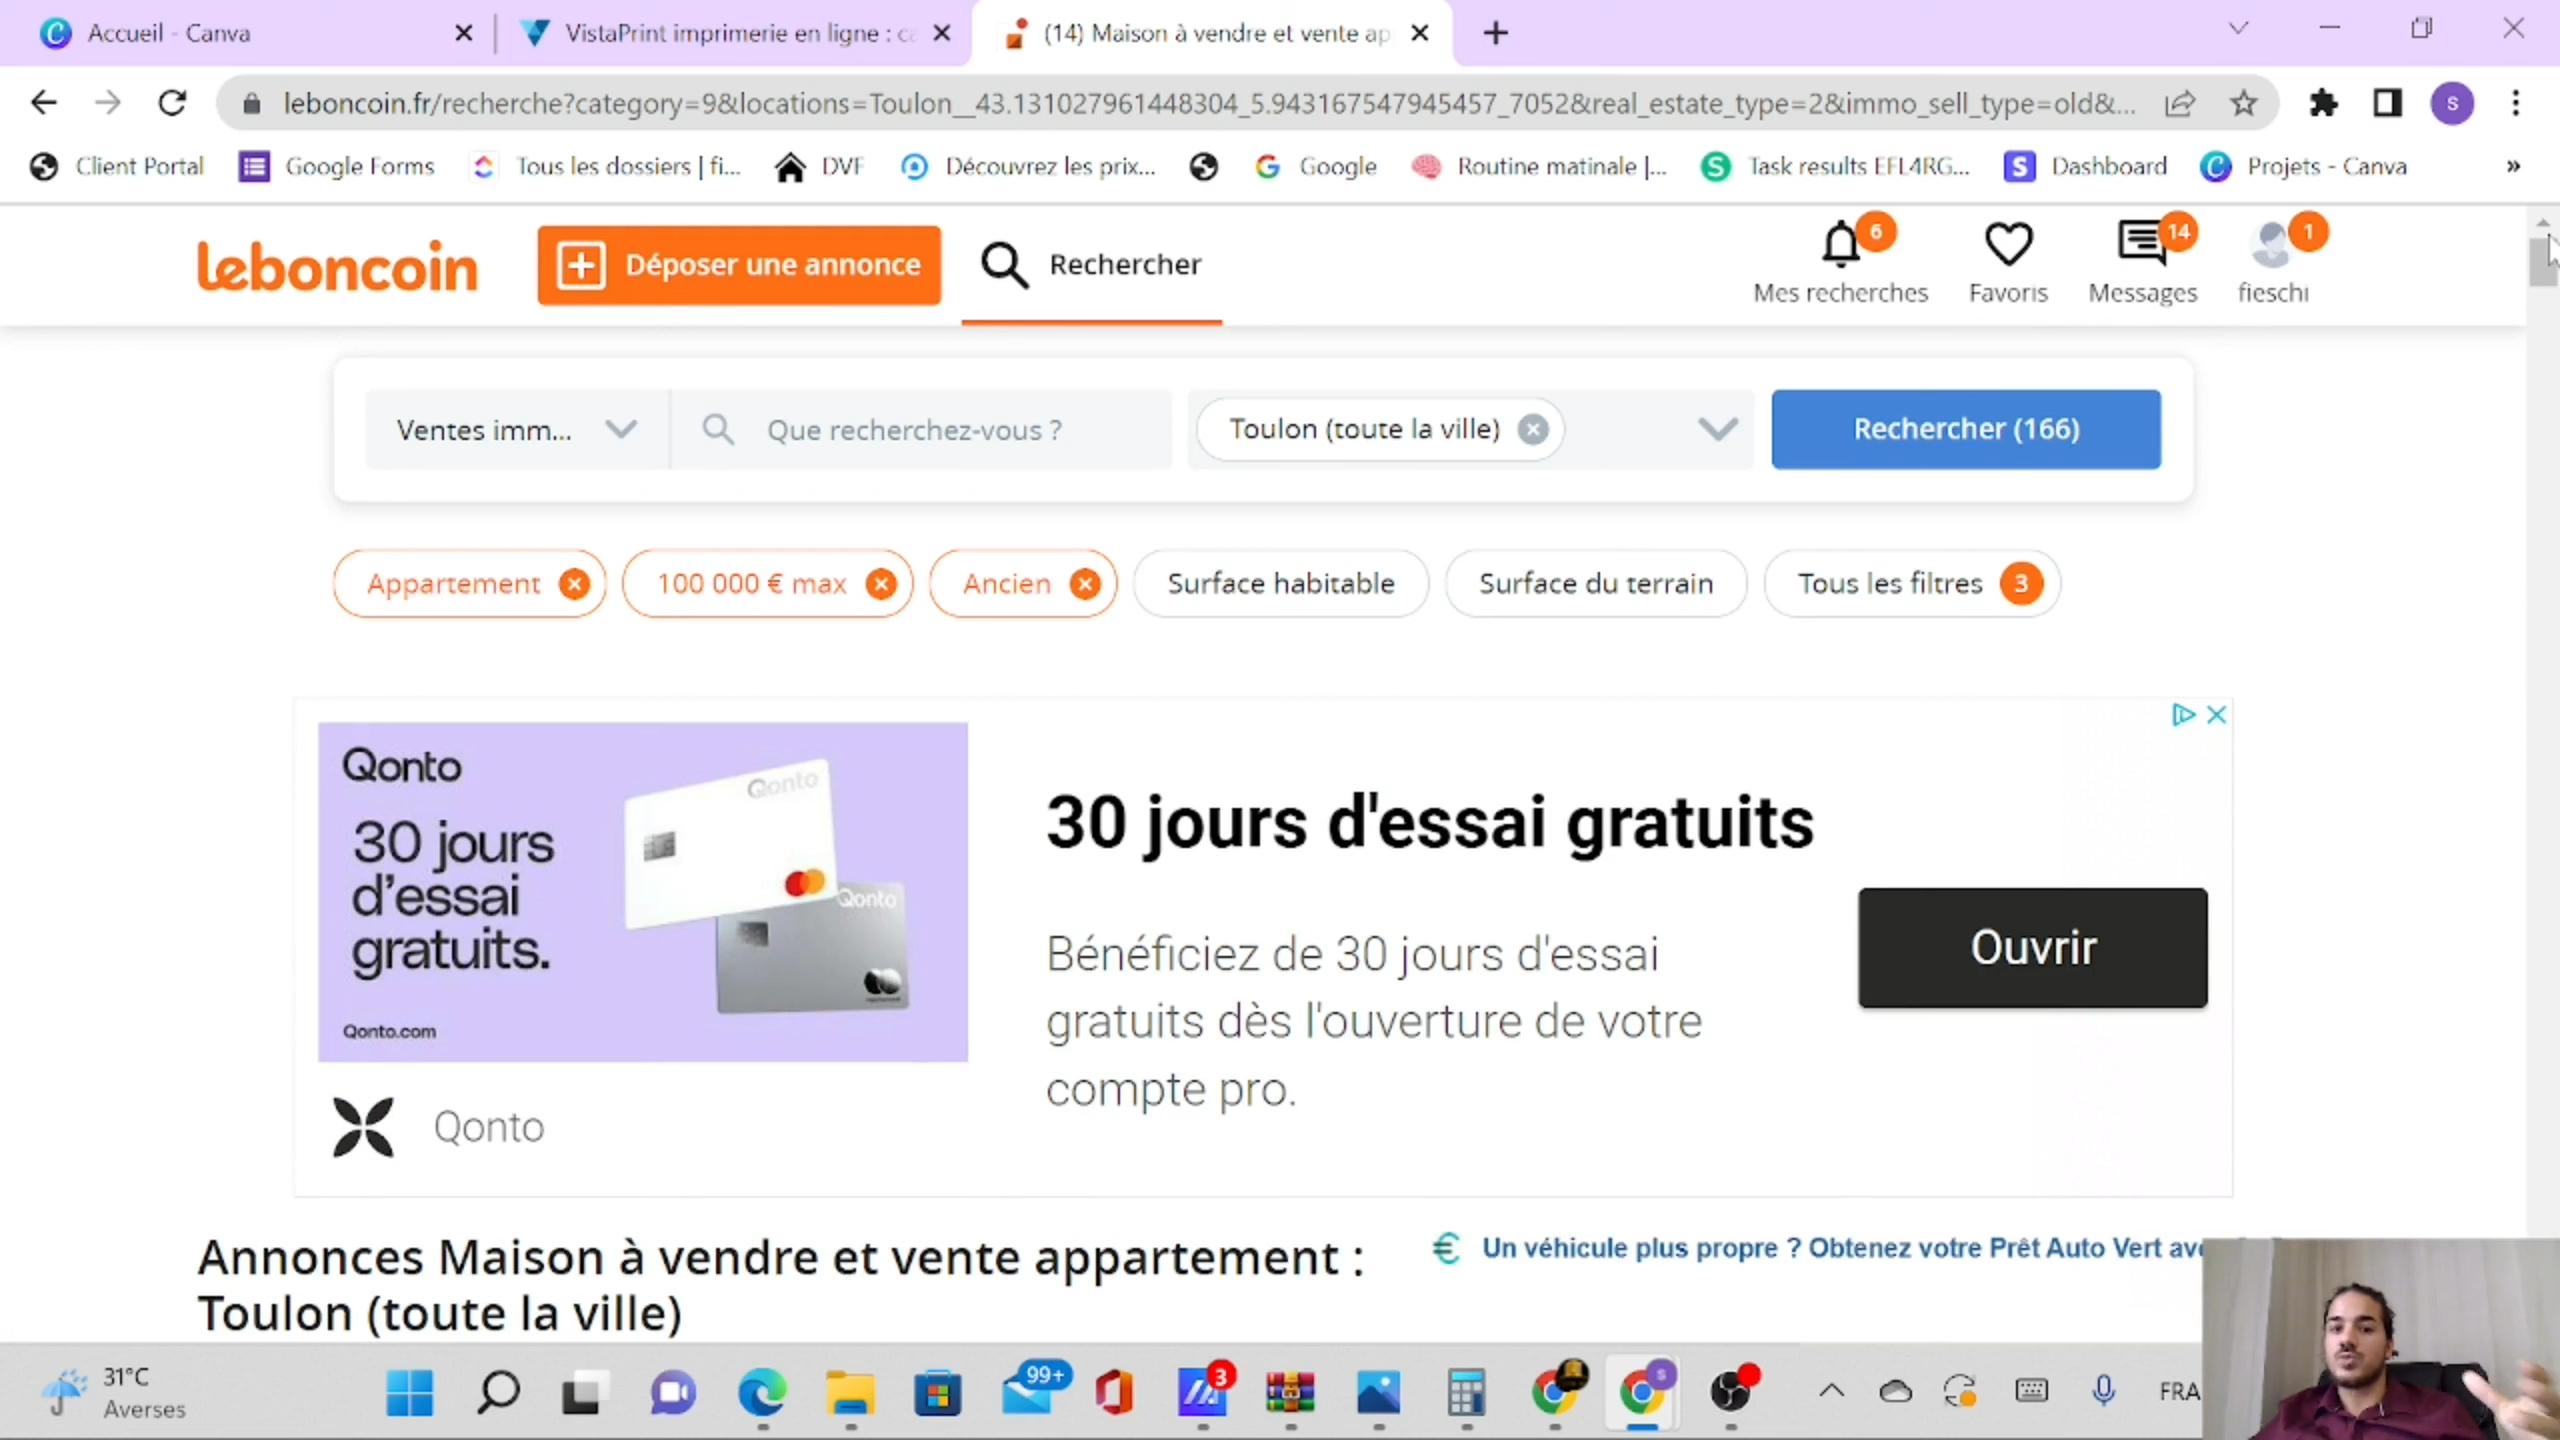 Accueil - Canva
VistaPrint imprimerie en ligne : ca
(14) Maison à vendre et vente ap
leboncoin.fr/recherche?category=9&locations=Toulon__43.131027961448304_5.943167547945457_7052&real_estate_type=2&immo_sell_type=old&...
S
Client Portal
Google Forms
Tous les dossiers | fi...
DVF
Découvrez les prix...
Google
Routine matinale |...
Task results EFL4RG...
Dashboard
Projets - Canva
»
leboncoin
Déposer une annonce
Rechercher
6
Mes recherches
Favoris
14
Messages
1
fieschi
Ventes imm...
Que recherchez-vous ?
Toulon (toute la ville)
Rechercher (166)
Appartement
100 000 € max
Ancien
Surface habitable
Surface du terrain
Tous les filtres 3
Qonto
30 jours
d'essai
gratuits.
Qonto.com
Qonto
Qonto
Qonto
30 jours d'essai gratuits
Bénéficiez de 30 jours d'essai
gratuits dès l'ouverture de votre
compte pro.
Ouvrir
Annonces Maison à vendre et vente appartement :
Toulon (toute la ville)
Un véhicule plus propre ? Obtenez votre Prêt Auto Vert ave
31°C
Averses
99+
3
S
FRA